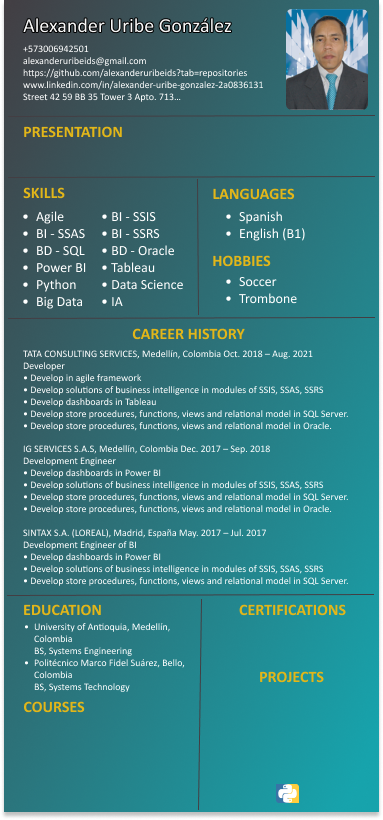 Alexander Uribe González
+573006942501
alexanderuribeids@gmail.com
https://github.com/alexanderuribeids?tab=repositories
www.linkedin.com/in/alexander-uribe-gonzalez-2a0836131
Street 42 59 BB 35 Tower 3 Apto. 713...
PRESENTATION
SKILLS
• Agile
• BI - SSAS
• BD - SQL
• Power BI
• Python
• Big Data
• BI - SSIS
• BI - SSRS
• BD - Oracle
• Tableau
• Data Science
• IA
LANGUAGES
• Spanish
• English (B1)
HOBBIES
• Soccer
• Trombone
CAREER HISTORY
TATA CONSULTING SERVICES, Medellín, Colombia Oct. 2018 – Aug. 2021
Developer
• Develop in agile framework
• Develop solutions of business intelligence in modules of SSIS, SSAS, SSRS
• Develop dashboards in Tableau
• Develop store procedures, functions, views and relational model in SQL Server.
• Develop store procedures, functions, views and relational model in Oracle.
IG SERVICES S.A.S, Medellín, Colombia Dec. 2017 – Sep. 2018
Development Engineer
• Develop dashboards in Power BI
• Develop solutions of business intelligence in modules of SSIS, SSAS, SSRS
• Develop store procedures, functions, views and relational model in SQL Server.
• Develop store procedures, functions, views and relational model in Oracle.
SINTAX S.A. (LOREAL), Madrid, España May. 2017 – Jul. 2017
Development Engineer of BI
• Develop dashboards in Power BI
• Develop solutions of business intelligence in modules of SSIS, SSAS, SSRS
• Develop store procedures, functions, views and relational model in SQL Server.
EDUCATION
• University of Antioquia, Medellín,
Colombia
BS, Systems Engineering
• Politécnico Marco Fidel Suárez, Bello,
Colombia
BS, Systems Technology
COURSES
CERTIFICATIONS
PROJECTS